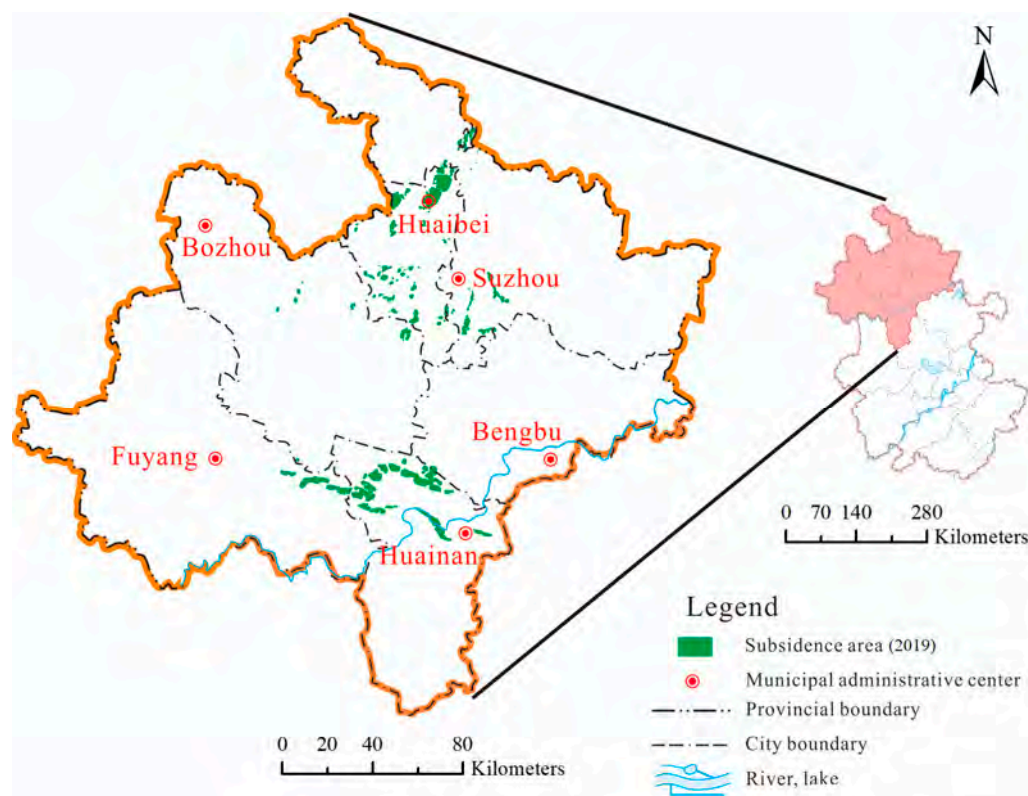 N
Huaibei
Bozhou
Suzhou
Bengbu
Fuyang
Huainan
0 70 140 280
Kilometers
Legend
Subsidence area (2019)
Municipal administrative center
Provincial boundary
City boundary
River, lake
0 20 40 80
Kilometers